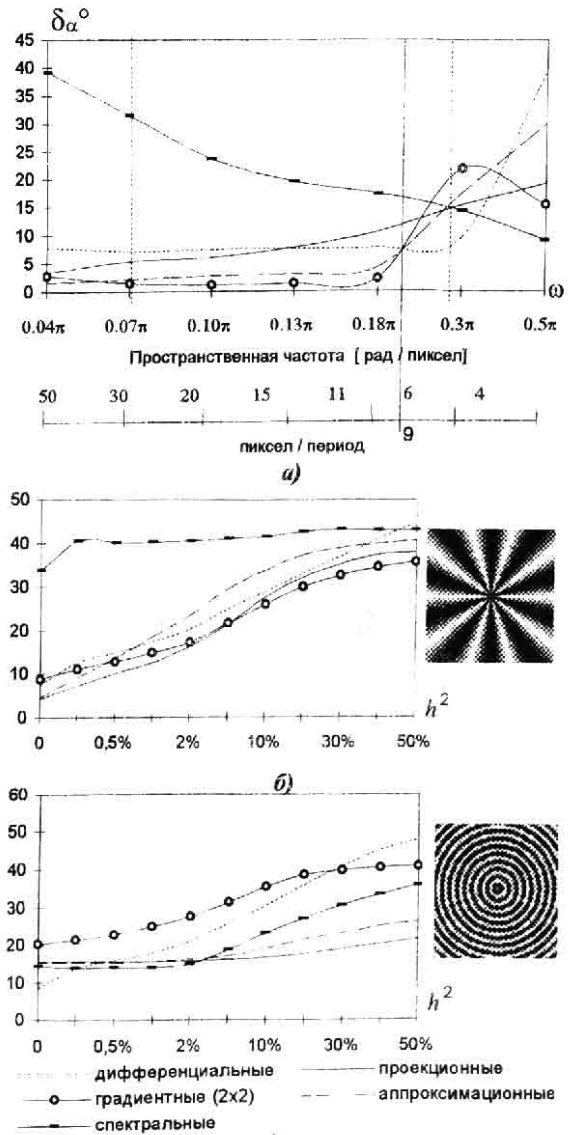 δα°
45
40
35
30
25
20
15
10
5
0
ω
0.04π 0.07π 0.10π 0.13π 0.18π 0.3π 0.5π
Пространственная частота [ рад / пиксел]
50 30 20 15 11 6 4
9
пиксел / период
а)
50
40
30
20
10
0
h²
0 0,5% 2% 10% 30% 50%
б)
60
50
40
30
20
10
0
h²
0 0,5% 2% 10% 30% 50%
дифференциальные проекционные
градиентные (2x2) аппроксимационные
спектральные